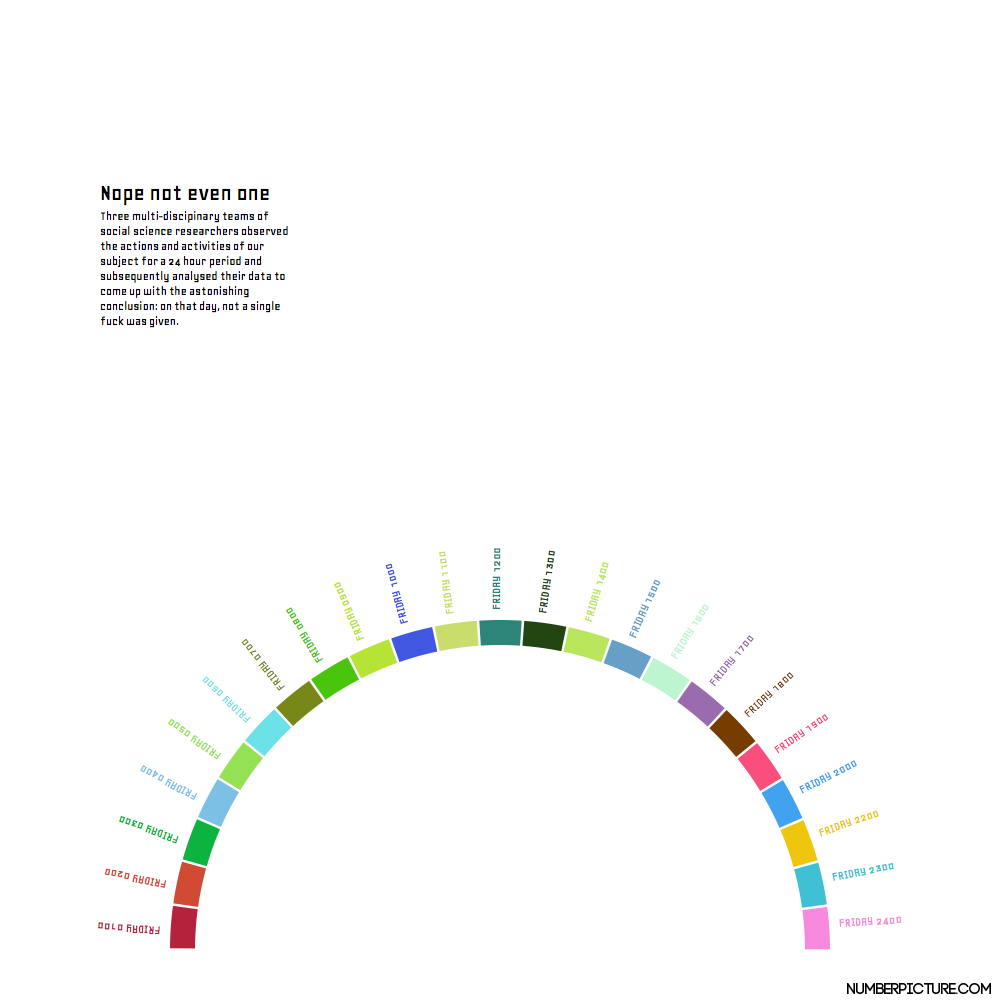 Nope not even one
Three multi-discipinary teams of
social science researchers observed
the actions and activities of our
subject for a 24 hour period and
subsequently analysed their data to
come up with the astonishing
conclusion: on that day, not a single
fuck was given.
FRIDAY 0100
FRIDAY 0200
FRIDAY 0300
FRIDAY 0400
FRIDAY 0500
FRIDAY 0600
FRIDAY 0700
FRIDAY 0800
FRIDAY 0900
FRIDAY 1000
FRIDAY 1100
FRIDAY 1200
FRIDAY 1300
FRIDAY 1400
FRIDAY 1500
FRIDAY 1600
FRIDAY 1700
FRIDAY 1800
FRIDAY 1900
FRIDAY 2000
FRIDAY 2200
FRIDAY 2300
FRIDAY 2400
NUMBERPICTURE.COM